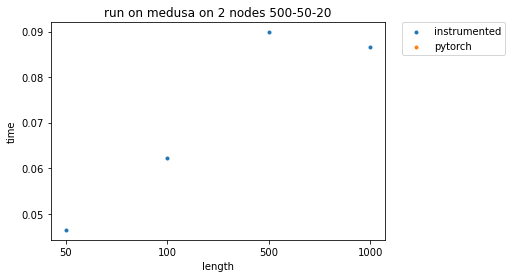 run on medusa on 2 nodes 500-50-20
instrumented
pytorch
0.09
0.08
0.07
0.06
0.05
time
50 100 500 1000
length